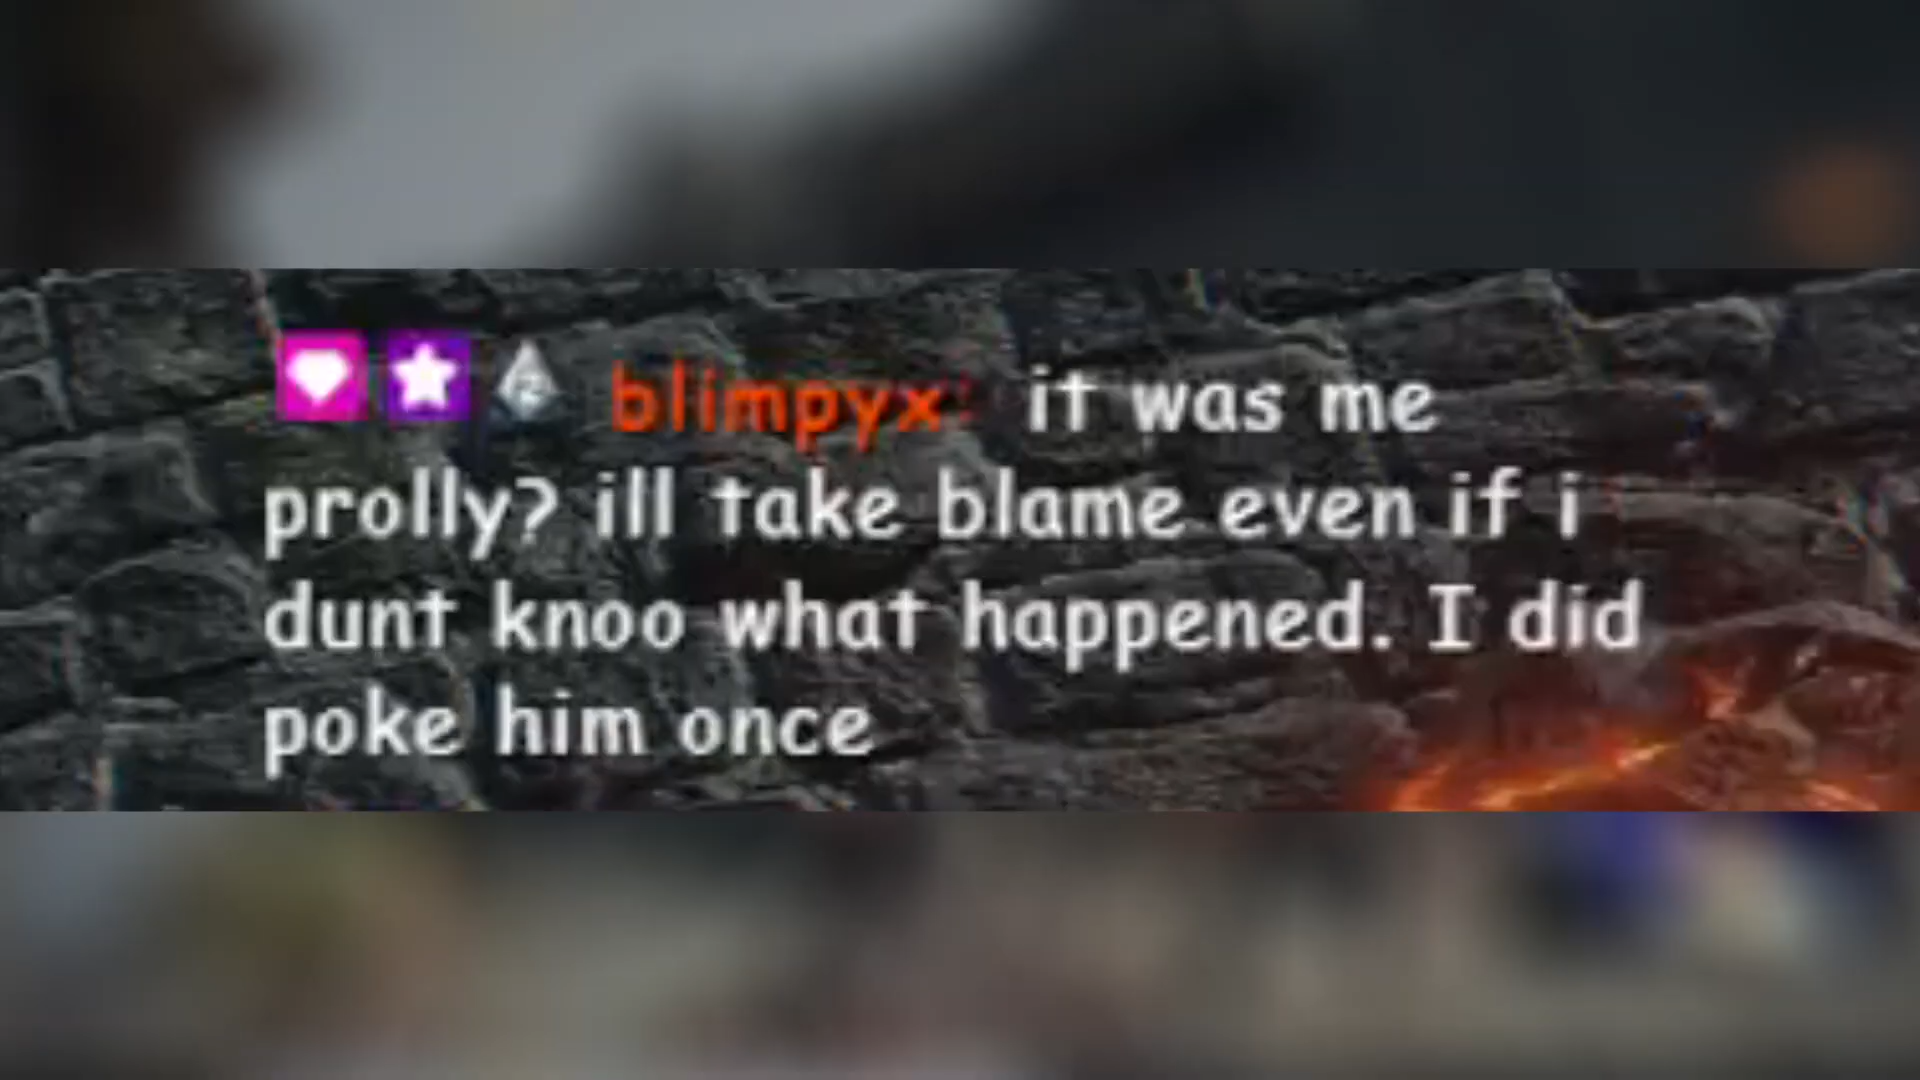 blimpyx: it was me
prolly? ill take blame even if i
dunt knoo what happened. I did
poke him once